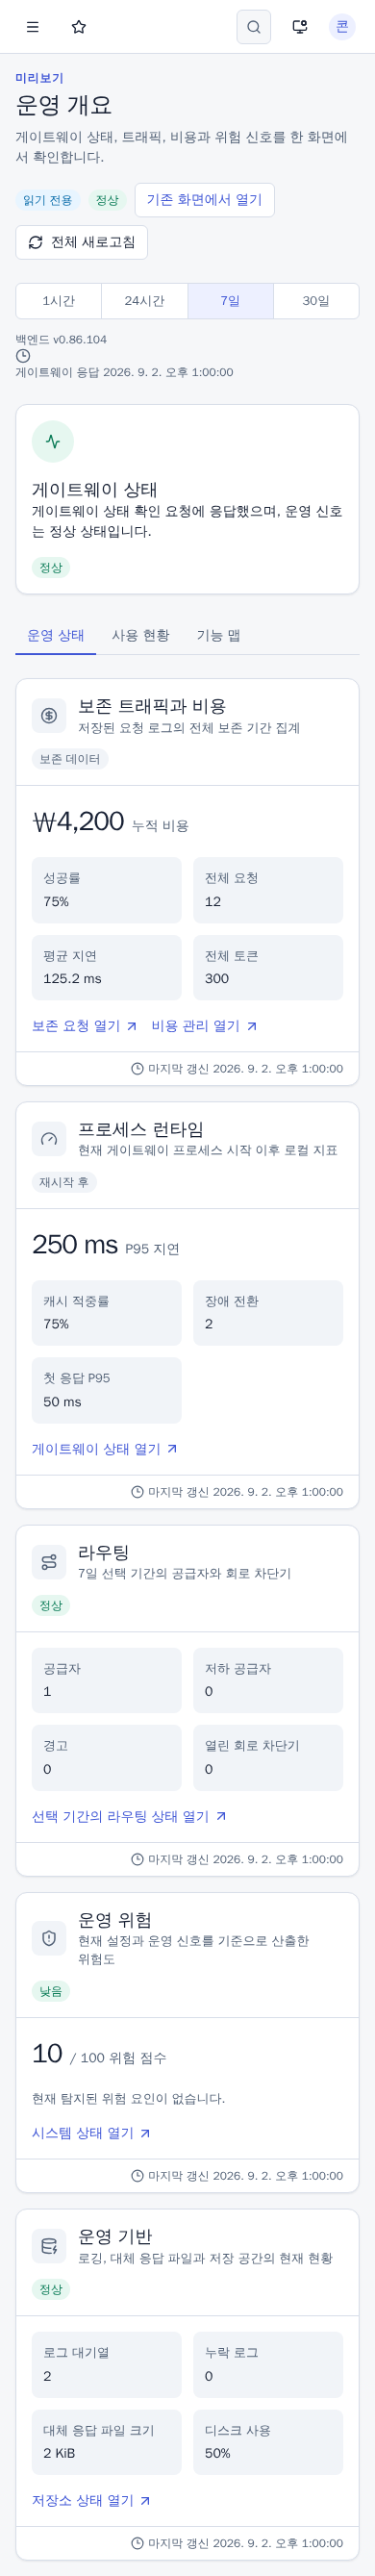 콘
미리보기
운영 개요
게이트웨이 상태, 트래픽, 비용과 위험 신호를 한 화면에
서 확인합니다.
읽기 전용 정상 기존 화면에서 열기
전체 새로고침
1시간 24시간 7일 30일
백엔드 v0.86.104
게이트웨이 응답 2026. 9. 2. 오후 1:00:00
게이트웨이 상태
게이트웨이 상태 확인 요청에 응답했으며, 운영 신호
는 정상 상태입니다.
정상
운영 상태 사용 현황 기능 맵
보존 트래픽과 비용
저장된 요청 로그의 전체 보존 기간 집계
보존 데이터
₩4,200 누적 비용
성공률 전체 요청
75% 12
평균 지연 전체 토큰
125.2 ms 300
보존 요청 열기 비용 관리 열기
마지막 갱신 2026. 9. 2. 오후 1:00:00
프로세스 런타임
현재 게이트웨이 프로세스 시작 이후 로컬 지표
재시작 후
250 ms P95 지연
캐시 적중률 장애 전환
75% 2
첫 응답 P95
50 ms
게이트웨이 상태 열기
마지막 갱신 2026. 9. 2. 오후 1:00:00
라우팅
7일 선택 기간의 공급자와 회로 차단기
정상
공급자 저하 공급자
1 0
경고 열린 회로 차단기
0 0
선택 기간의 라우팅 상태 열기
마지막 갱신 2026. 9. 2. 오후 1:00:00
운영 위험
현재 설정과 운영 신호를 기준으로 산출한
위험도
낮음
10 / 100 위험 점수
현재 탐지된 위험 요인이 없습니다.
시스템 상태 열기
마지막 갱신 2026. 9. 2. 오후 1:00:00
운영 기반
로깅, 대체 응답 파일과 저장 공간의 현재 현황
정상
로그 대기열 누락 로그
2 0
대체 응답 파일 크기 디스크 사용
2 KiB 50%
저장소 상태 열기
마지막 갱신 2026. 9. 2. 오후 1:00:00